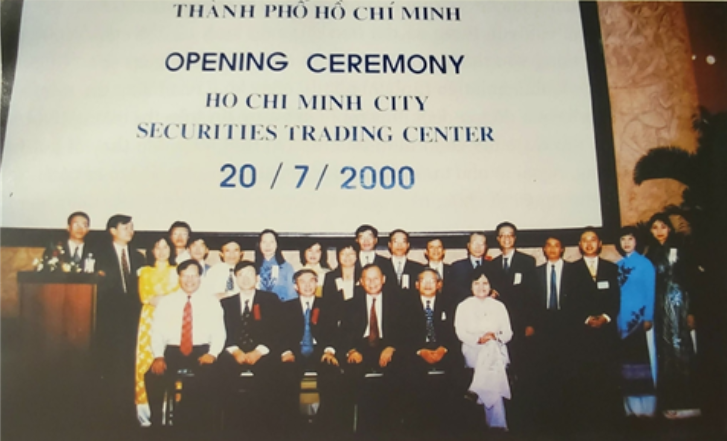 THÀNH PHỐ HỒ CHÍ MINH
OPENING CEREMONY
HO CHI MINH CITY
SECURITIES TRADING CENTER
20 / 7 / 2000